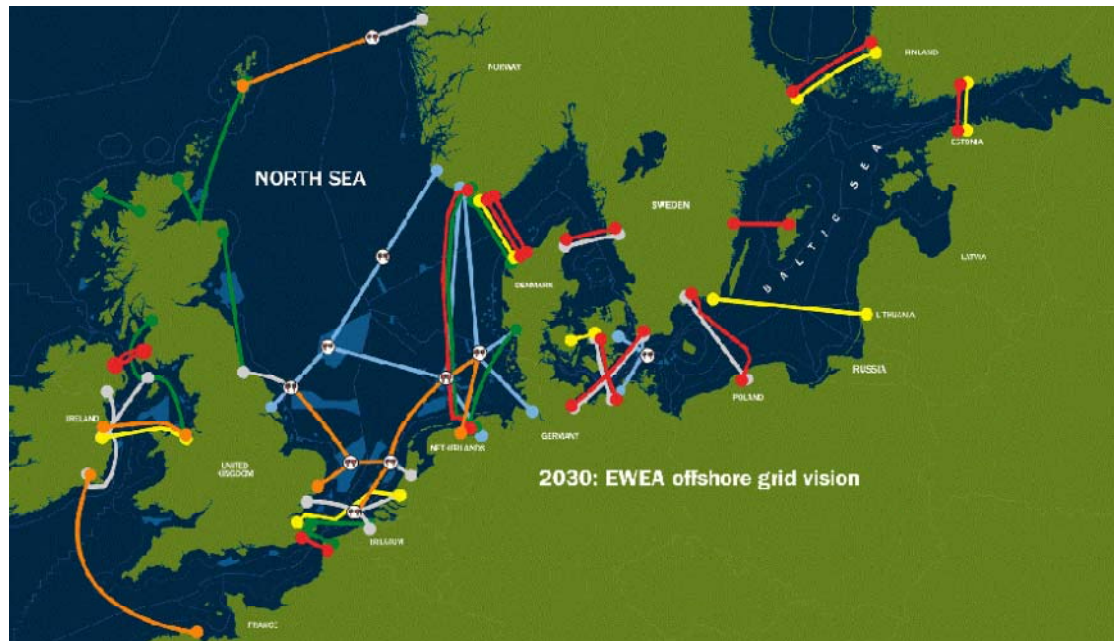 NORWAY
FINLAND
ESTONIA
NORTH SEA
SWEDEN
BALTIC SEA
LATVIA
DENMARK
LITHUANIA
RUSSIA
POLAND
IRELAND
GERMANY
NETHERLANDS
UNITED
KINGDOM
2030: EWEA offshore grid vision
BELGIUM
FRANCE